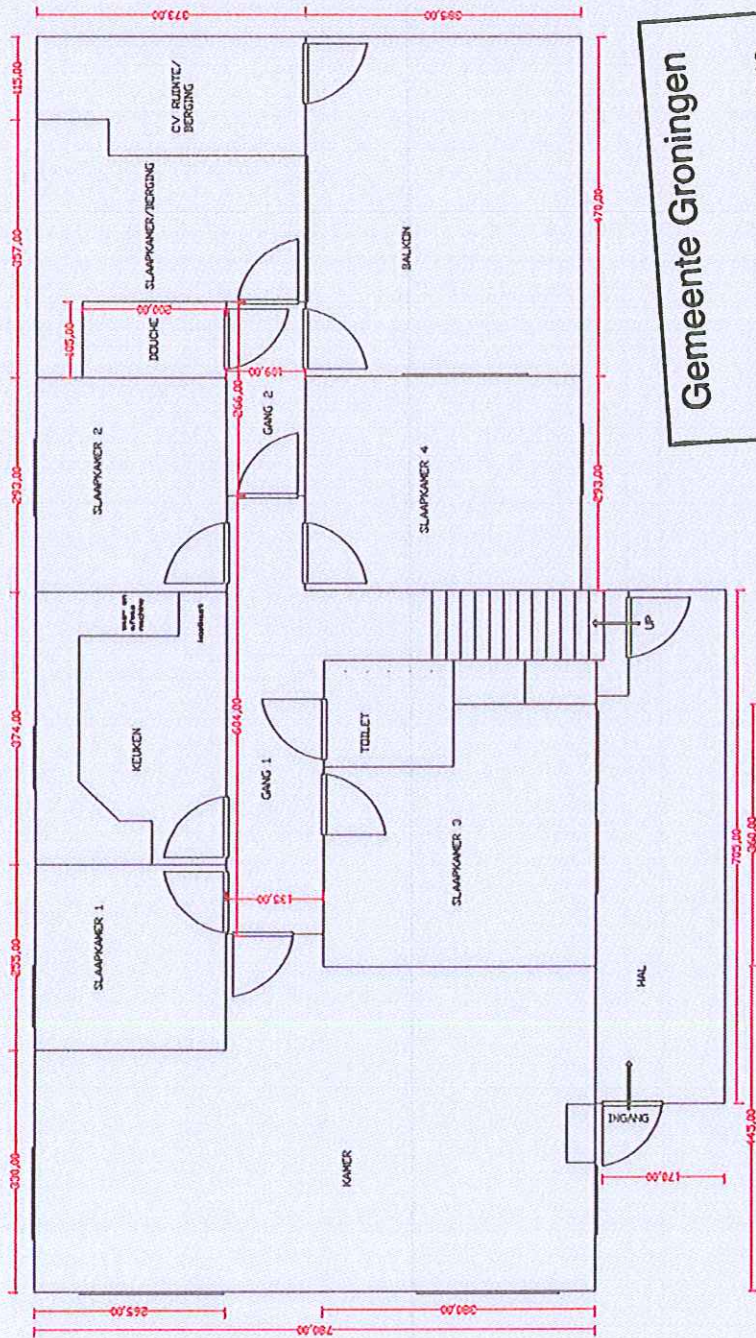 373,00
385,00
115,00
257,00
293,00
374,00
255,00
330,00
CV RUIMTE/
BERGING
SLAAPKAMER/BERGING
DOUCHE
200,00
105,00
BALKON
470,00
109,00
266,00
GANG 2
SLAAPKAMER 2
SLAAPKAMER 4
293,00
KEUKEN
TOILET
UP
GANG 1
604,00
135,00
SLAAPKAMER 1
SLAAPKAMER 3
HAL
705,00
360,00
KAMER
INGANG
170,00
445,00
265,00
380,00
780,00
Gemeente Groningen